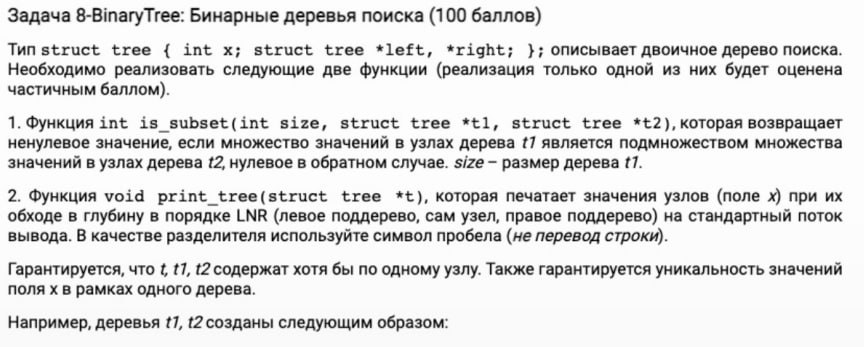 Задача 8-BinaryTree: Бинарные деревья поиска (100 баллов)
Тип struct tree { int x; struct tree *left, *right; }; описывает двоичное дерево поиска.
Необходимо реализовать следующие две функции (реализация только одной из них будет оценена
частичным баллом).
1. Функция int is_subset(int size, struct tree *t1, struct tree *t2), которая возвращает
ненулевое значение, если множество значений в узлах дерева t1 является подмножеством множества
значений в узлах дерева t2, нулевое в обратном случае. size – размер дерева t1.
2. Функция void print_tree(struct tree *t), которая печатает значения узлов (поле x) при их
обходе в глубину в порядке LNR (левое поддерево, сам узел, правое поддерево) на стандартный поток
вывода. В качестве разделителя используйте символ пробела (не перевод строки).
Гарантируется, что t, t1, t2 содержат хотя бы по одному узлу. Также гарантируется уникальность значений
поля x в рамках одного дерева.
Например, деревья t1, t2 созданы следующим образом: